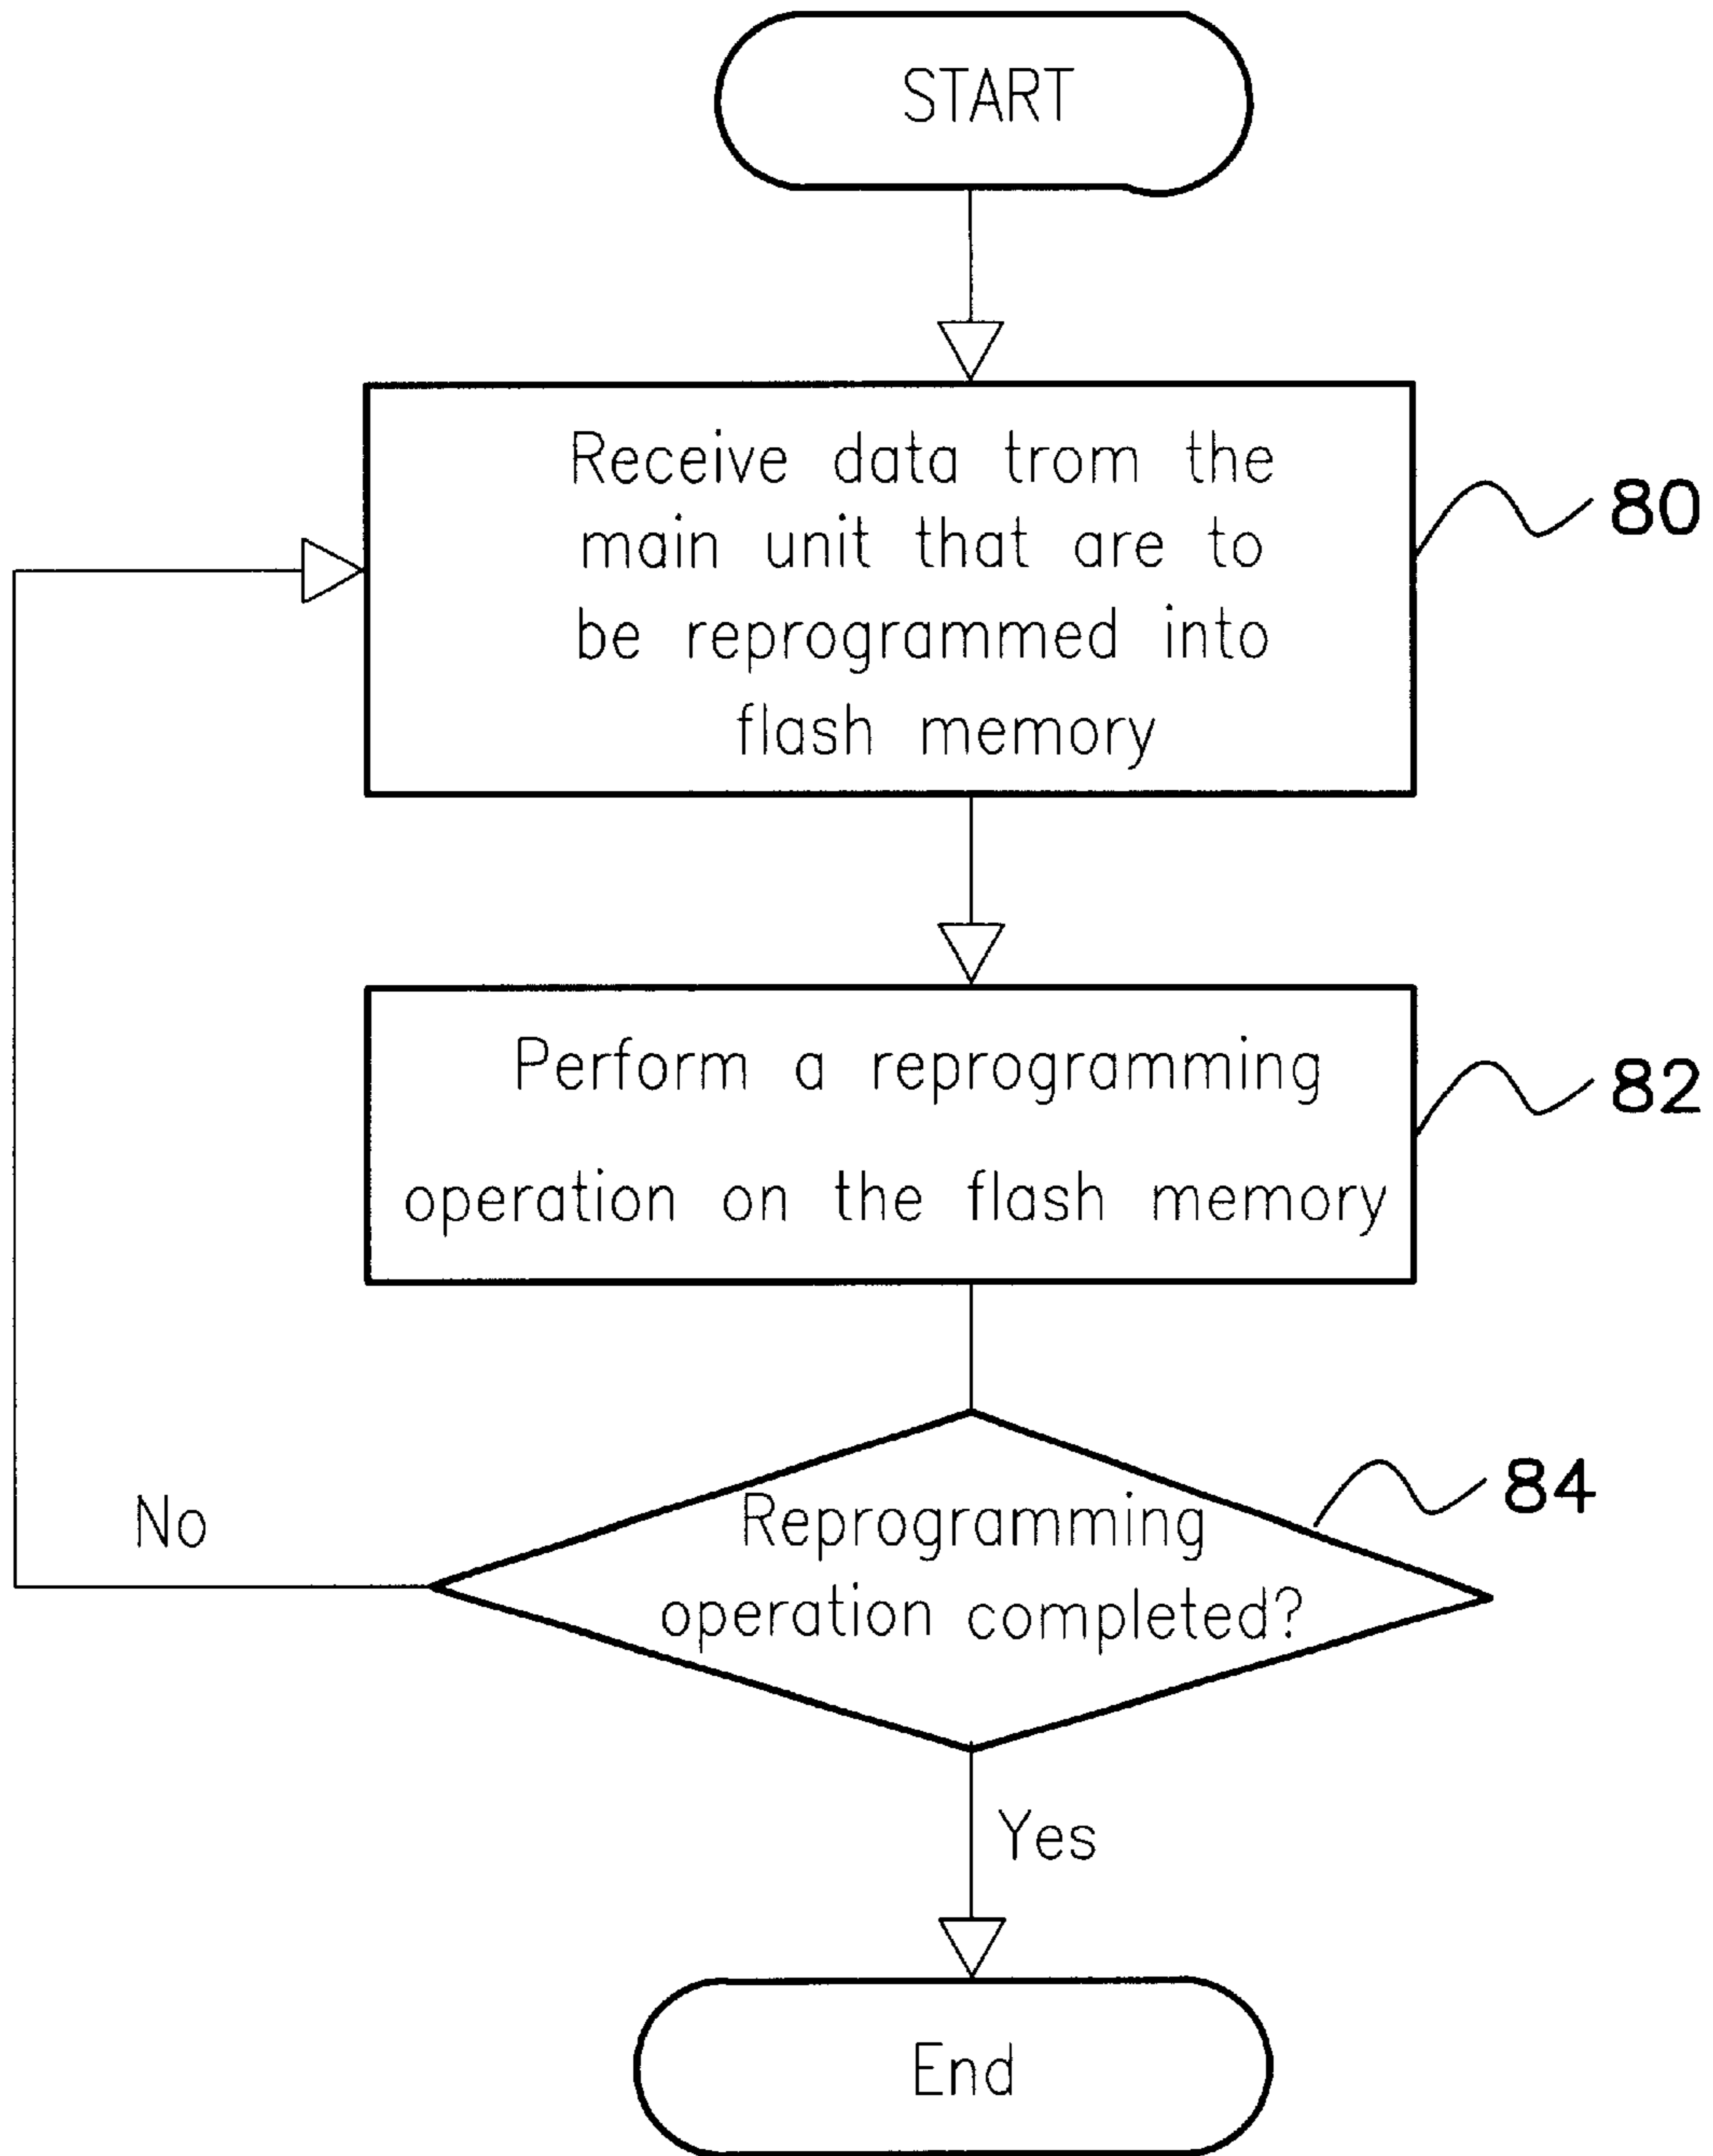 START
Receive data trom the
main unit that are to
be reprogrammed into
flash memory
80
Perform a reprogramming
operation on the flash memory
82
Reprogramming
operation completed?
84
No
Yes
End